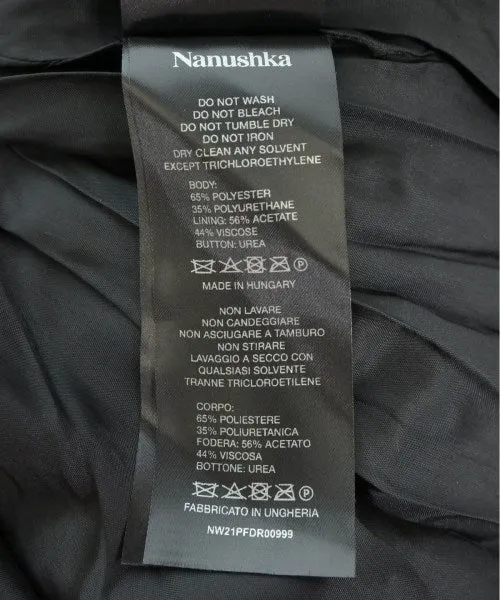 Nanushka
DO NOT WASH
DO NOT BLEACH
DO NOT TUMBLE DRY
DO NOT IRON
DRY CLEAN ANY SOLVENT
EXCEPT TRICHLOROETHYLENE
BODY:
65% POLYESTER
35% POLYURETHANE
LINING: 56% ACETATE
44% VISCOSE
BUTTON: UREA
P
MADE IN HUNGARY
NON LAVARE
NON CANDEGGIARE
NON ASCIUGARE A TAMBURO
NON STIRARE
LAVAGGIO A SECCO CON
QUALSIASI SOLVENTE
TRANNE TRICLOROETILENE
CORPO:
65% POLIESTERE
35% POLIURETANICA
FODERA: 56% ACETATO
44% VISCOSA
BOTTONE: UREA
P
FABBRICATO IN UNGHERIA
NW21PFDR00999